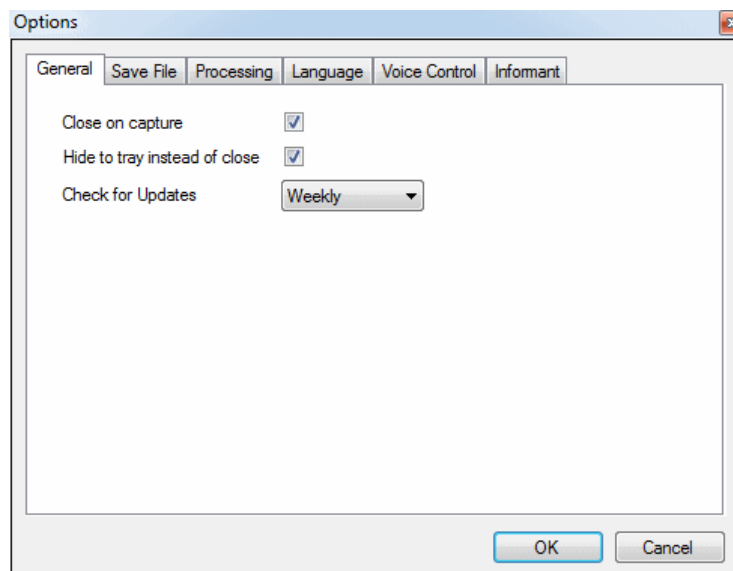 Options
General Save File Processing Language Voice Control Informant
Close on capture
Hide to tray instead of close
Check for Updates Weekly
OK Cancel